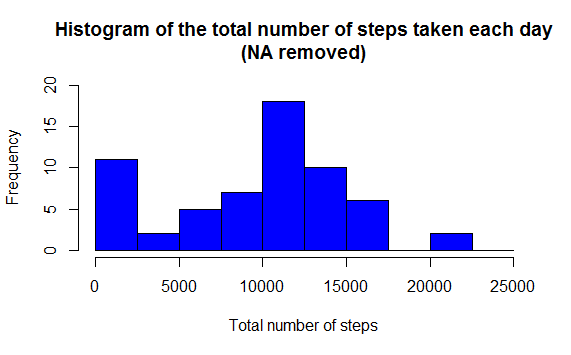 Histogram of the total number of steps taken each day
(NA removed)
20
15
10
5
0
Frequency
0 5000 10000 15000 20000 25000
Total number of steps